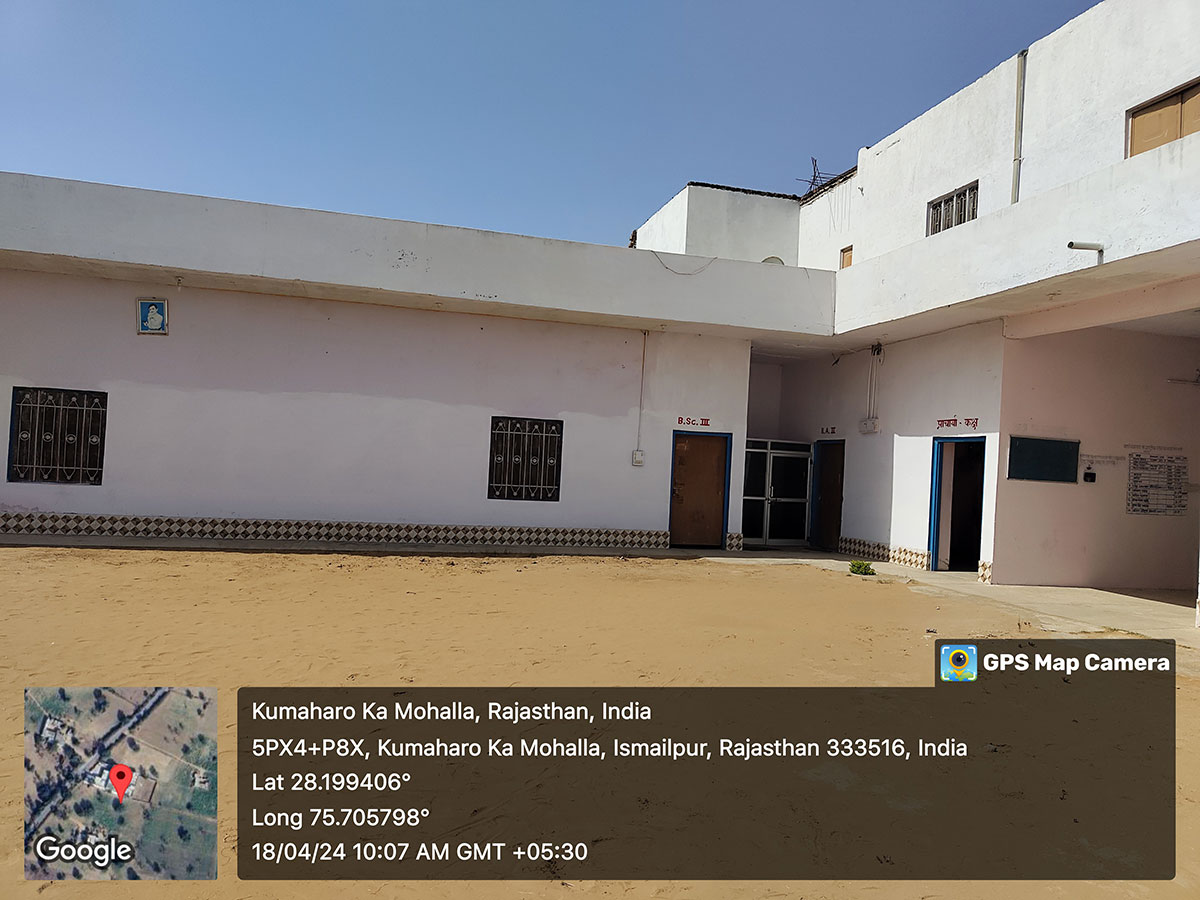 B.Sc. III
B.A. II
प्राचार्या - कक्ष
GPS Map Camera
Kumaharo Ka Mohalla, Rajasthan, India
5PX4+P8X, Kumaharo Ka Mohalla, Ismailpur, Rajasthan 333516, India
Lat 28.199406°
Long 75.705798°
18/04/24 10:07 AM GMT +05:30
Google